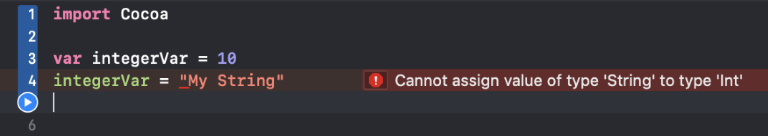 1 import Cocoa
2
3 var integerVar = 10
4 integerVar = "My String" Cannot assign value of type 'String' to type 'Int'
6